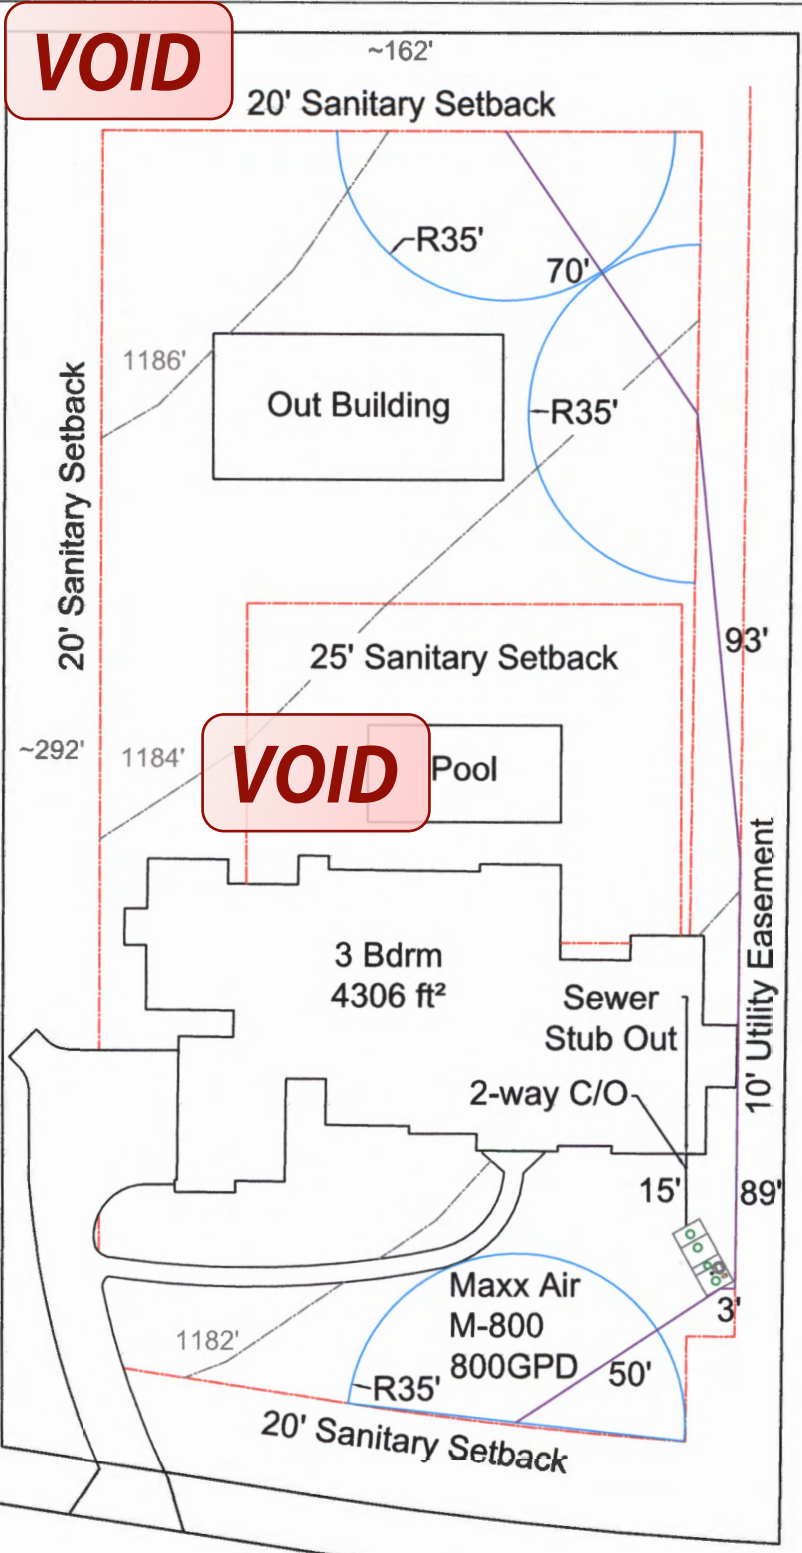 VOID
~162'
20' Sanitary Setback
R35'
70'
1186'
Out Building
R35'
20' Sanitary Setback
93'
25' Sanitary Setback
~292'
1184'
VOID
Pool
3 Bdrm
4306 ft²
Sewer
Stub Out
10' Utility Easement
2-way C/O
15'
89'
Maxx Air
M-800
800GPD
3'
1182'
R35'
50'
20' Sanitary Setback